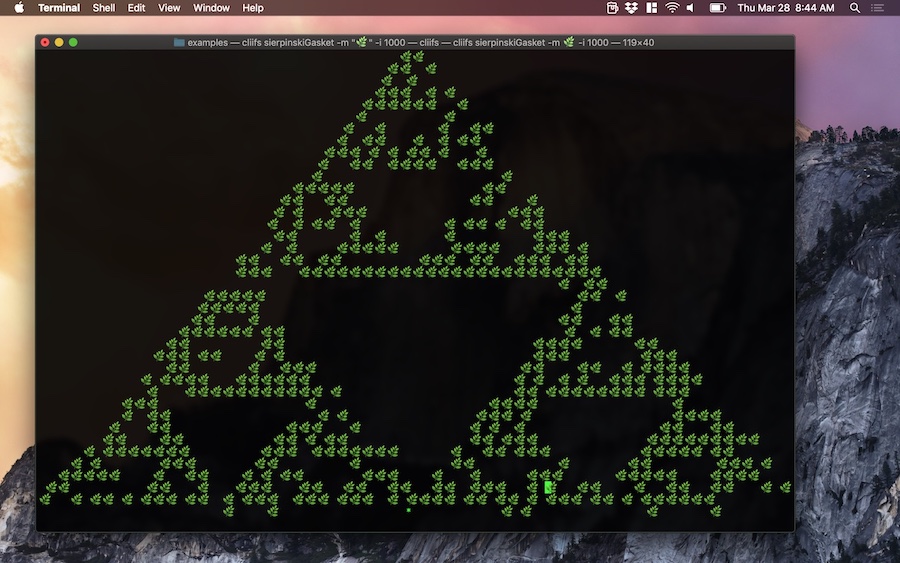 Terminal Shell Edit View Window Help Thu Mar 28 8:44 AM
examples — cliifs sierpinskiGasket -m "🌿" -i 1000 — cliifs — cliifs sierpinskiGasket -m 🌿 -i 1000 — 119×40